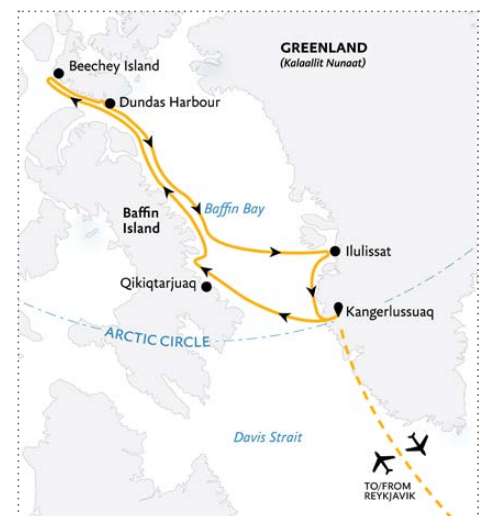 GREENLAND
(Kalaallit Nunaat)
Beechey Island
Dundas Harbour
Baffin
Island
Baffin Bay
Ilulissat
Qikiqtarjuaq
Kangerlussuaq
ARCTIC CIRCLE
Davis Strait
TO/FROM
REYKJAVIK